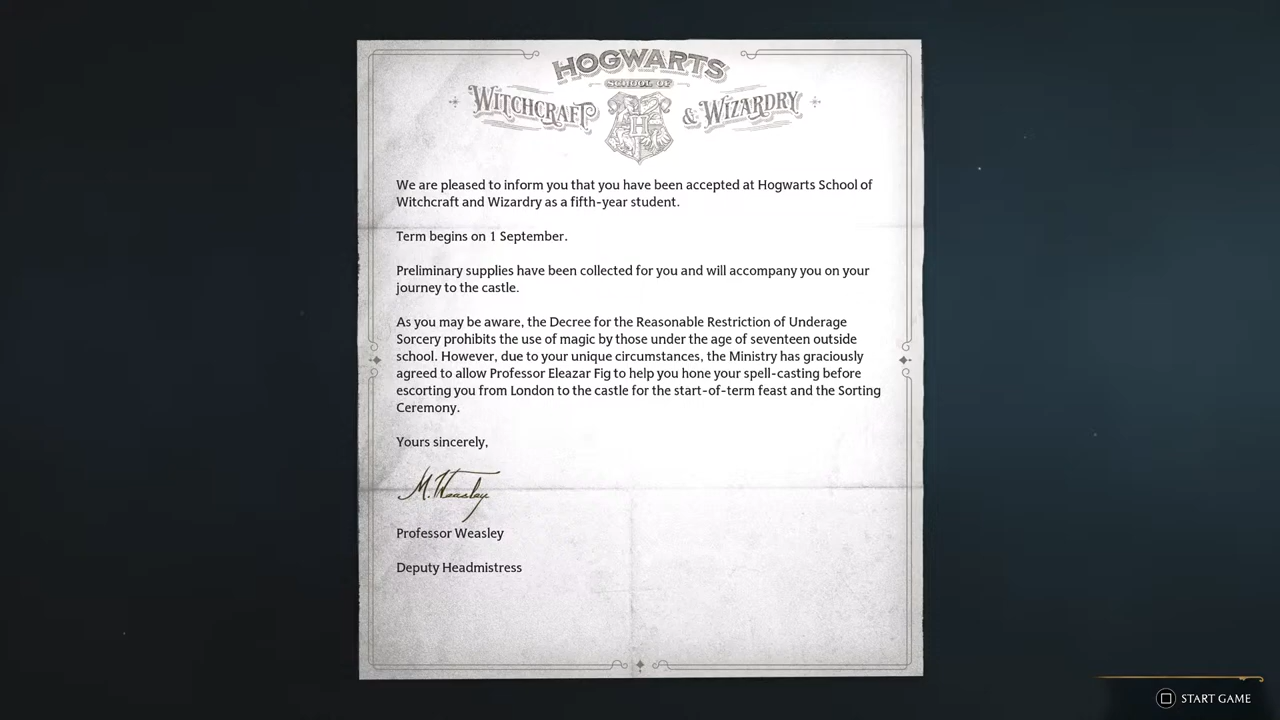 HOGWARTS
SCHOOL OF
WITCHCRAFT & WIZARDRY
H
We are pleased to inform you that you have been accepted at Hogwarts School of
Witchcraft and Wizardry as a fifth-year student.
Term begins on 1 September.
Preliminary supplies have been collected for you and will accompany you on your
journey to the castle.
As you may be aware, the Decree for the Reasonable Restriction of Underage
Sorcery prohibits the use of magic by those under the age of seventeen outside
school. However, due to your unique circumstances, the Ministry has graciously
agreed to allow Professor Eleazar Fig to help you hone your spell-casting before
escorting you from London to the castle for the start-of-term feast and the Sorting
Ceremony.
Yours sincerely,
M. Weasley
Professor Weasley
Deputy Headmistress
START GAME